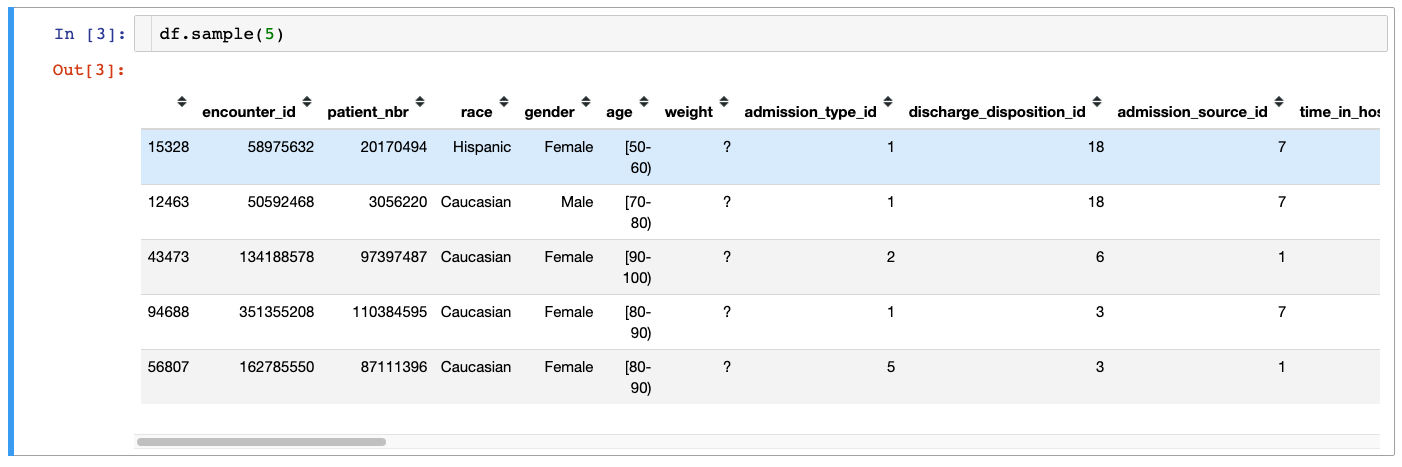 In [3]: df.sample(5)
Out[3]:
encounter_id patient_nbr race gender age weight admission_type_id discharge_disposition_id admission_source_id time_in_hos
15328 58975632 20170494 Hispanic Female [50-
60) ? 1 18 7
12463 50592468 3056220 Caucasian Male [70-
80) ? 1 18 7
43473 134188578 97397487 Caucasian Female [90-
100) ? 2 6 1
94688 351355208 110384595 Caucasian Female [80-
90) ? 1 3 7
56807 162785550 87111396 Caucasian Female [80-
90) ? 5 3 1